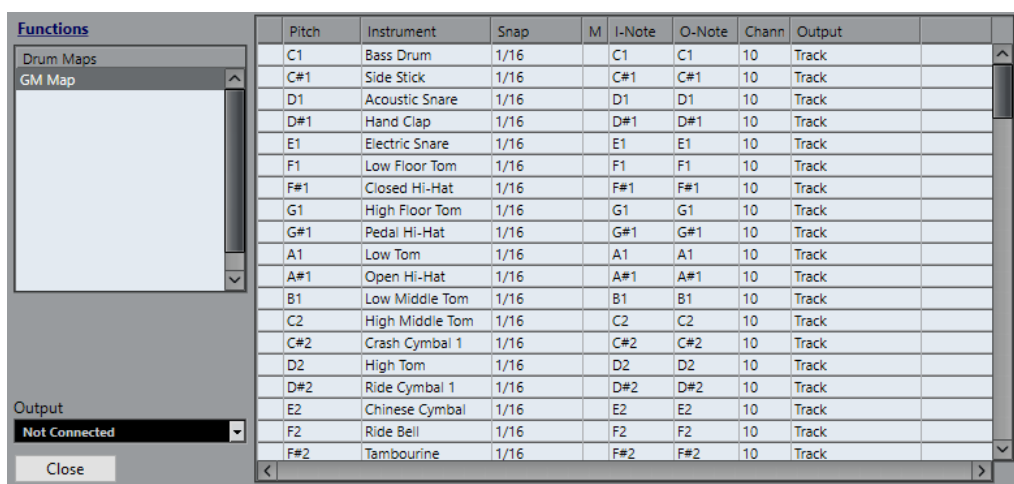 Functions
Drum Maps
GM Map
Output
Not Connected
Close
Pitch Instrument Snap M I-Note O-Note Chann Output
C1 Bass Drum 1/16 C1 C1 10 Track
C#1 Side Stick 1/16 C#1 C#1 10 Track
D1 Acoustic Snare 1/16 D1 D1 10 Track
D#1 Hand Clap 1/16 D#1 D#1 10 Track
E1 Electric Snare 1/16 E1 E1 10 Track
F1 Low Floor Tom 1/16 F1 F1 10 Track
F#1 Closed Hi-Hat 1/16 F#1 F#1 10 Track
G1 High Floor Tom 1/16 G1 G1 10 Track
G#1 Pedal Hi-Hat 1/16 G#1 G#1 10 Track
A1 Low Tom 1/16 A1 A1 10 Track
A#1 Open Hi-Hat 1/16 A#1 A#1 10 Track
B1 Low Middle Tom 1/16 B1 B1 10 Track
C2 High Middle Tom 1/16 C2 C2 10 Track
C#2 Crash Cymbal 1 1/16 C#2 C#2 10 Track
D2 High Tom 1/16 D2 D2 10 Track
D#2 Ride Cymbal 1 1/16 D#2 D#2 10 Track
E2 Chinese Cymbal 1/16 E2 E2 10 Track
F2 Ride Bell 1/16 F2 F2 10 Track
F#2 Tambourine 1/16 F#2 F#2 10 Track